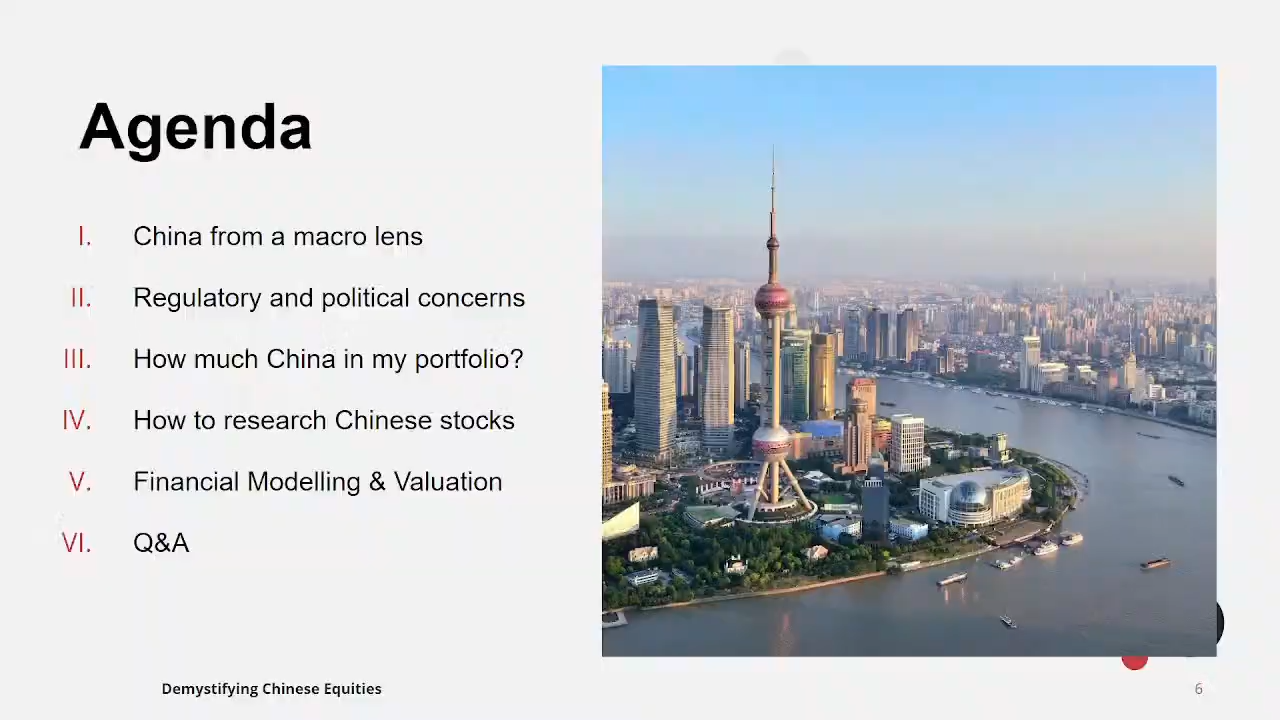 Agenda
I. China from a macro lens
II. Regulatory and political concerns
III. How much China in my portfolio?
IV. How to research Chinese stocks
V. Financial Modelling & Valuation
VI. Q&A
Demystifying Chinese Equities
6